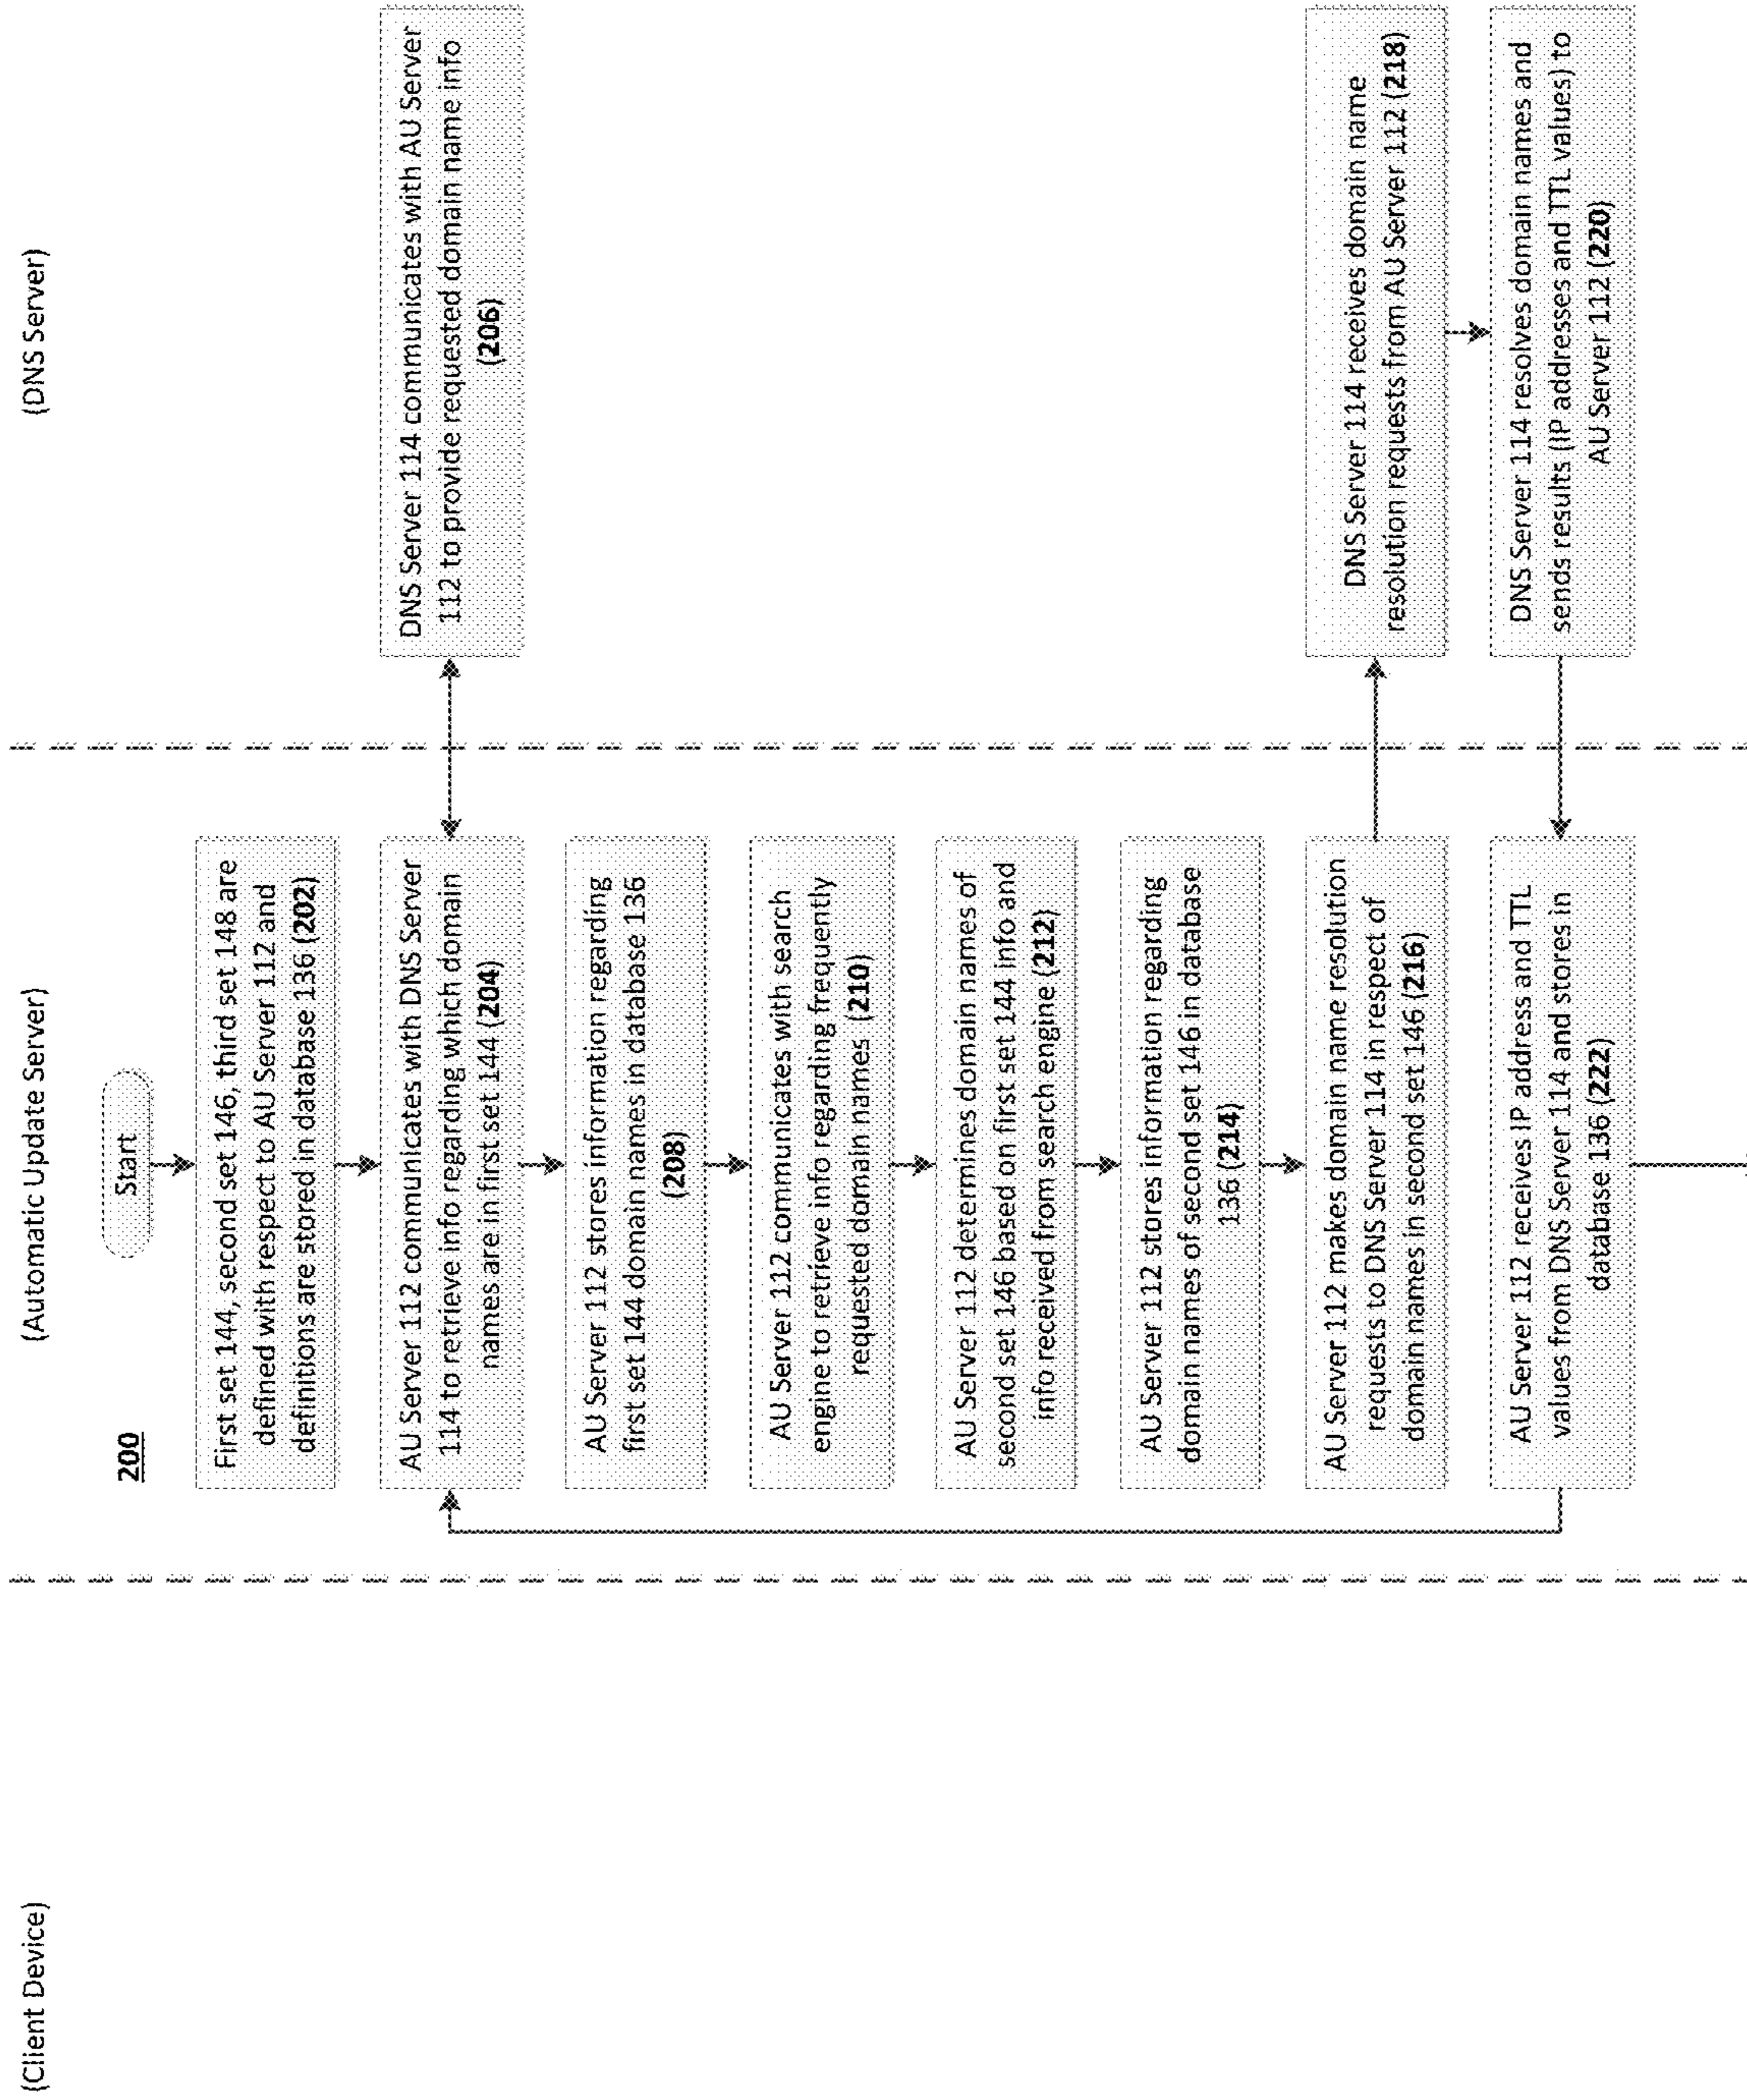 (Client Device)
(Automatic Update Server)
(DNS Server)
200
Start
First set 144, second set 146, third set 148 are
defined with respect to AU Server 112 and
definitions are stored in database 136 (202)
AU Server 112 communicates with DNS Server
114 to retrieve info regarding which domain
names are in first set 144 (204)
DNS Server 114 communicates with AU Server
112 to provide requested domain name info
(206)
AU Server 112 stores information regarding
first set 144 domain names in database 136
(208)
AU Server 112 communicates with search
engine to retrieve info regarding frequently
requested domain names (210)
AU Server 112 determines domain names of
second set 146 based on first set 144 info and
info received from search engine (212)
AU Server 112 stores information regarding
domain names of second set 146 in database
136 (214)
AU Server 112 makes domain name resolution
requests to DNS Server 114 in respect of
domain names in second set 146 (216)
DNS Server 114 receives domain name
resolution requests from AU Server 112 (218)
DNS Server 114 resolves domain names and
sends results (IP addresses and TTL values) to
AU Server 112 (220)
AU Server 112 receives IP address and TTL
values from DNS Server 114 and stores in
database 136 (222)